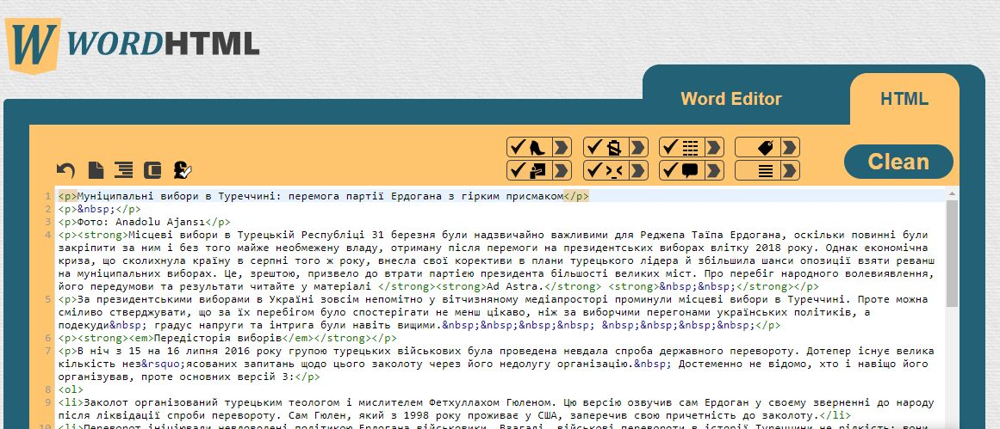 W WORDHTML
Word Editor
HTML
Clean
1 <p>Муніципальні вибори в Туреччині: перемога партії Ердогана з гірким присмаком</p>
2 <p>&nbsp;</p>
3 <p>Фото: Anadolu Ajansı</p>
4 <p><strong>Місцеві вибори в Турецькій Республіці 31 березня були надзвичайно важливими для Реджепа Таїпа Ердогана, оскільки повинні були
закріпити за ним і без того майже необмежену владу, отриману після перемоги на президентських виборах влітку 2018 року. Однак економічна
криза, що сколихнула країну в серпні того ж року, внесла свої корективи в плани турецького лідера й збільшила шанси опозиції взяти реванш
на муніципальних виборах. Це, зрештою, призвело до втрати партією президента більшості великих міст. Про перебіг народного волевиявлення,
його передумови та результати читайте у матеріалі </strong><strong>Ad Astra.</strong> <strong>&nbsp;&nbsp;</strong></p>
5 <p>За президентськими виборами в Україні зовсім непомітно у вітчизняному медіапросторі проминули місцеві вибори в Туреччині. Проте можна
сміливо стверджувати, що за їх перебігом було спостерігати не менш цікаво, ніж за виборчими перегонами українських політиків, а
подекуди&nbsp; градус напруги та інтрига були навіть вищими.&nbsp;&nbsp;&nbsp;&nbsp; &nbsp;&nbsp;&nbsp;&nbsp;</p>
6 <p><strong><em>Передісторія виборів</em></strong></p>
7 <p>В ніч з 15 на 16 липня 2016 року групою турецьких військових була проведена невдала спроба державного перевороту. Дотепер існує велика
кількість нез&rsquo;ясованих запитань щодо цього заколоту через його недолугу організацію.&nbsp; Достеменно не відомо, хто і навіщо його
організував, проте основних версій 3:</p>
8 <ol>
9 <li>Заколот організований турецьким теологом і мислителем Фетхуллахом Гюленом. Цю версію озвучив сам Ердоган у своєму зверненні до народу
після ліквідації спроби перевороту. Сам Гюлен, який з 1998 року проживає у США, заперечив свою причетність до заколоту.</li>
10 <li>Переворот ініціювали невдоволені політикою Ердогана військовики. Взагалі, військові перевороти в історії Туреччини не рідкість: вони